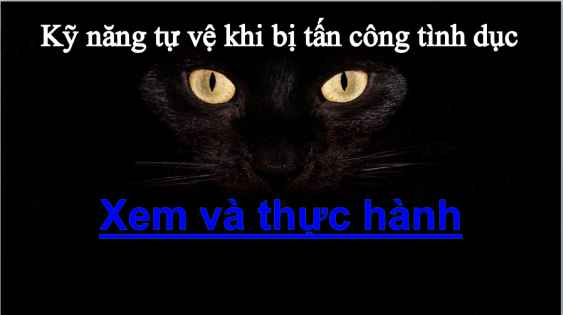 Kỹ năng tự vệ khi bị tấn công tình dục
Xem và thực hành